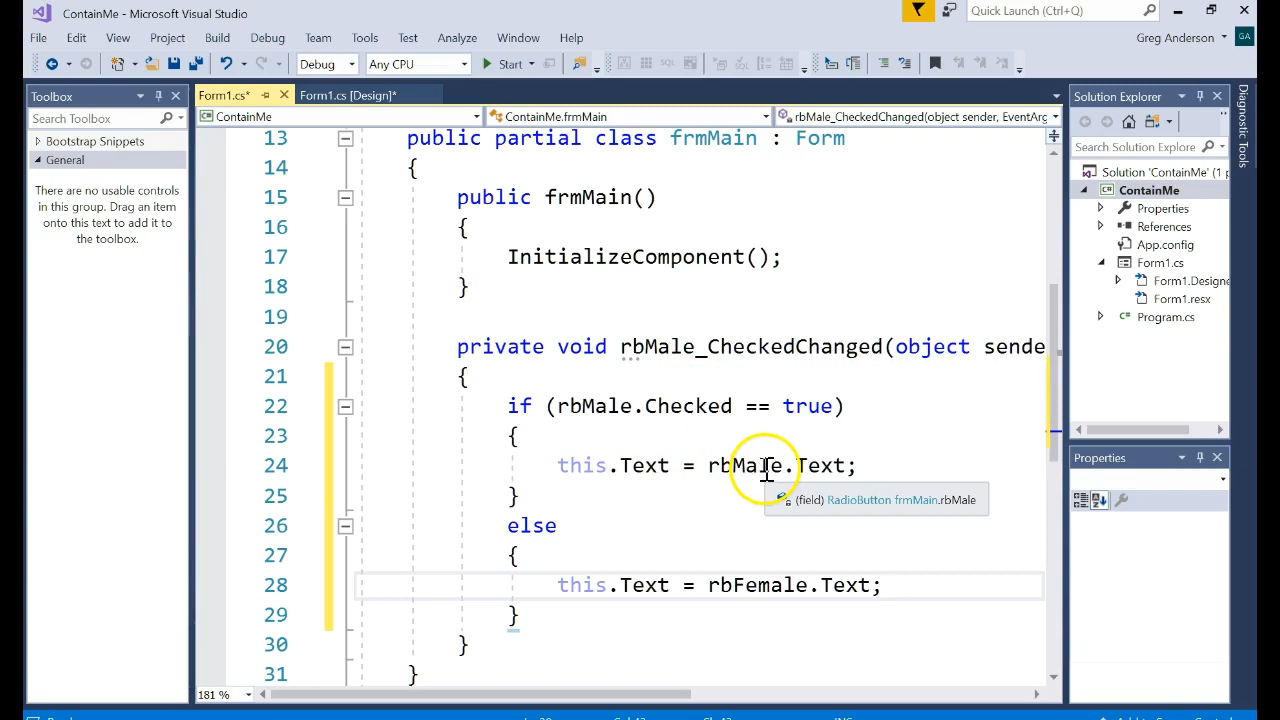 ContainMe - Microsoft Visual Studio
Quick Launch (Ctrl+Q)
File Edit View Project Build Debug Team Tools Test Analyze Window Help
Greg Anderson GA
Debug Any CPU Start
Toolbox
Form1.cs*
Form1.cs [Design]*
Solution Explorer
Search Toolbox
ContainMe
ContainMe.frmMain
rbMale_CheckedChanged(object sender, EventArg
Bootstrap Snippets
General
There are no usable controls
in this group. Drag an item
onto this text to add it to
the toolbox.
13 public partial class frmMain : Form
14 {
15 public frmMain()
16 {
17 InitializeComponent();
18 }
19
20 private void rbMale_CheckedChanged(object sende
21 {
22 if (rbMale.Checked == true)
23 {
24 this.Text = rbMale.Text;
(field) RadioButton frmMain.rbMale
25 }
26 else
27 {
28 this.Text = rbFemale.Text;
29 }
30 }
31 }
181 %
Search Solution Explorer
Solution 'ContainMe' (1 p
ContainMe
Properties
References
App.config
Form1.cs
Form1.Designe
Form1.resx
Program.cs
Properties
Diagnostic Tools